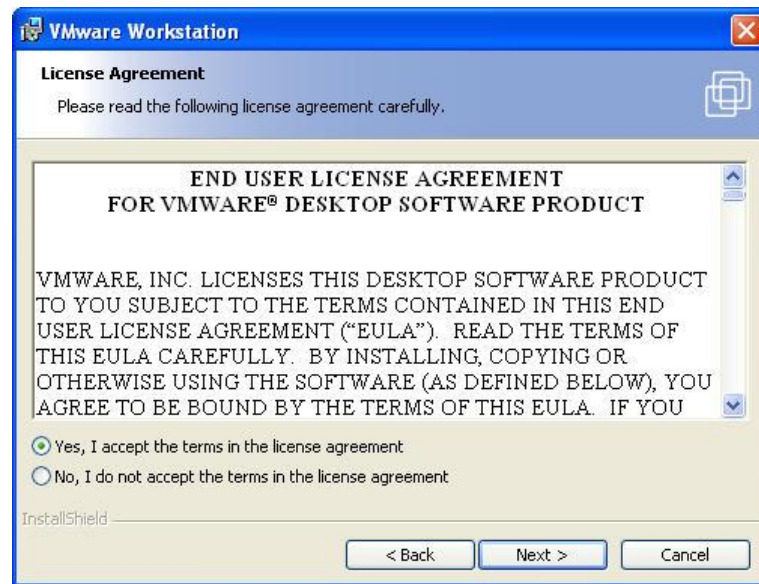 VMware Workstation
License Agreement
Please read the following license agreement carefully.
END USER LICENSE AGREEMENT
FOR VMWARE® DESKTOP SOFTWARE PRODUCT
VMWARE, INC. LICENSES THIS DESKTOP SOFTWARE PRODUCT
TO YOU SUBJECT TO THE TERMS CONTAINED IN THIS END
USER LICENSE AGREEMENT (“EULA”). READ THE TERMS OF
THIS EULA CAREFULLY. BY INSTALLING, COPYING OR
OTHERWISE USING THE SOFTWARE (AS DEFINED BELOW), YOU
AGREE TO BE BOUND BY THE TERMS OF THIS EULA. IF YOU
Yes, I accept the terms in the license agreement
No, I do not accept the terms in the license agreement
InstallShield
< Back Next > Cancel